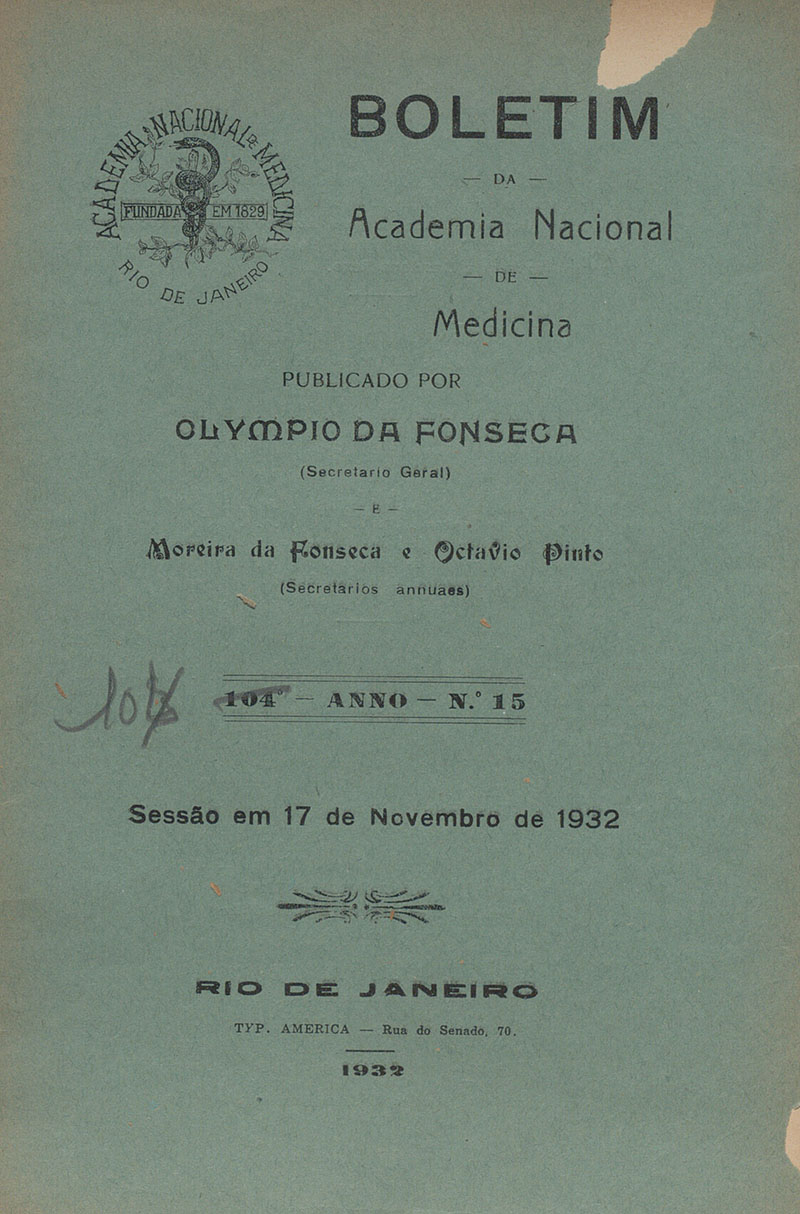 ACADEMIA NACIONAL DE MEDICINA
FUNDADA EM 1829
RIO DE JANEIRO
BOLETIM
— DA —
Academia Nacional
— DE —
Medicina
PUBLICADO POR
OLYMPIO DA FONSECA
(Secretario Geral)
— E —
Moreira da Fonseca e Octavio Pinto
(Secretarios annuaes)
104° — ANNO — N.° 15
Sessão em 17 de Novembro de 1932
RIO DE JANEIRO
TYP. AMERICA — Rua do Senado, 70.
1932